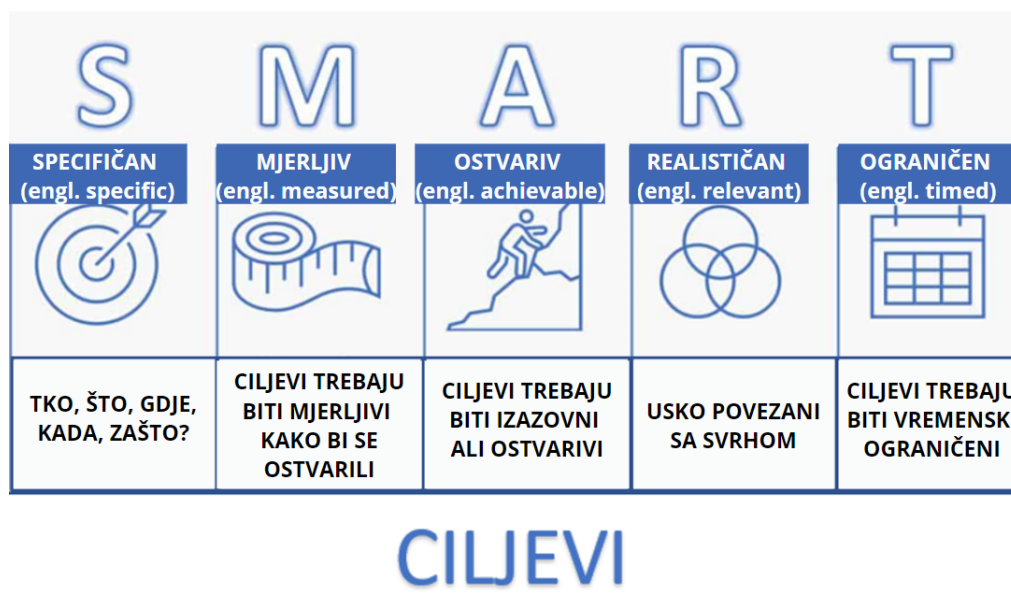 S M A R T
SPECIFIČAN
(engl. specific)
MJERLJIV
(engl. measured)
OSTVARIV
(engl. achievable)
REALISTIČAN
(engl. relevant)
OGRANIČEN
(engl. timed)
TKO, ŠTO, GDJE,
KADA, ZAŠTO?
CILJEVI TREBAJU
BITI MJERLJIVI
KAKO BI SE
OSTVARILI
CILJEVI TREBAJU
BITI IZAZOVNI
ALI OSTVARIVI
USKO POVEZANI
SA SVRHOM
CILJEVI TREBAJU
BITI VREMENSK
OGRANIČENI
CILJEVI